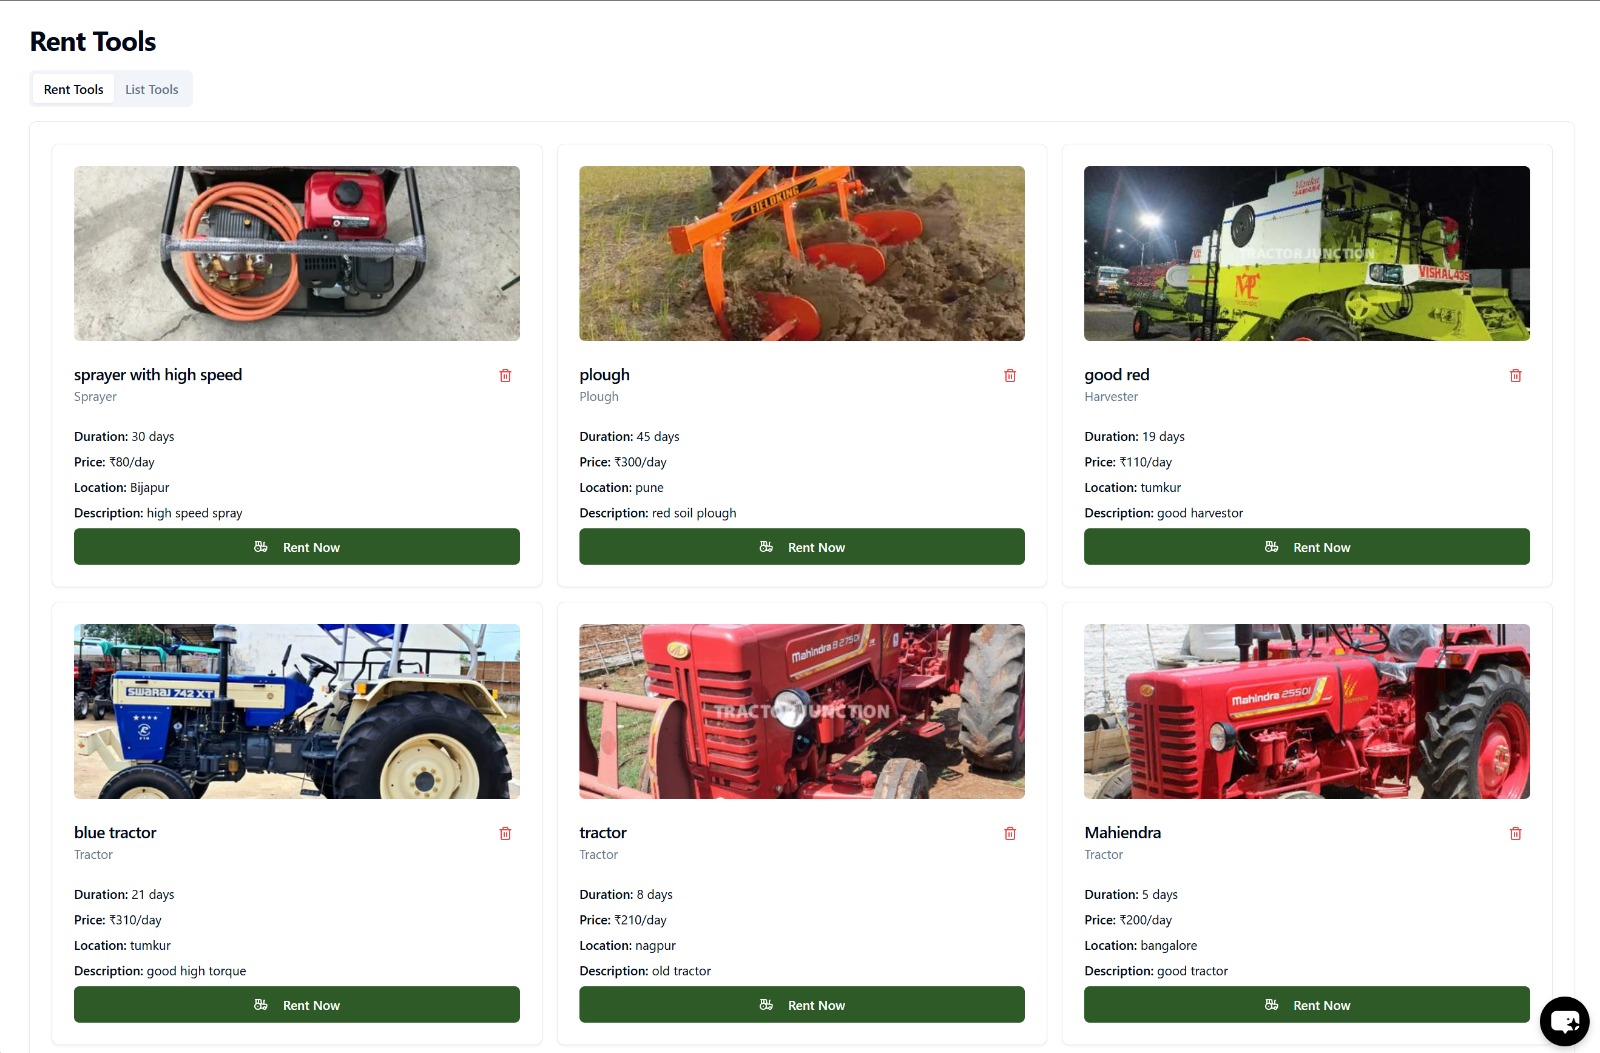 Rent Tools
Rent Tools
List Tools
FIELDKING
Vishal
TRACTOR JUNCTION
VISHAL 435
sprayer with high speed
Sprayer
Duration: 30 days
Price: ₹80/day
Location: Bijapur
Description: high speed spray
Rent Now
plough
Plough
Duration: 45 days
Price: ₹300/day
Location: pune
Description: red soil plough
Rent Now
good red
Harvester
Duration: 19 days
Price: ₹110/day
Location: tumkur
Description: good harvestor
Rent Now
SWARAJ 742 XT
Mahindra B 275DI
TRACTOR JUNCTION
Mahindra 255DI
blue tractor
Tractor
Duration: 21 days
Price: ₹310/day
Location: tumkur
Description: good high torque
Rent Now
tractor
Tractor
Duration: 8 days
Price: ₹210/day
Location: nagpur
Description: old tractor
Rent Now
Mahiendra
Tractor
Duration: 5 days
Price: ₹200/day
Location: bangalore
Description: good tractor
Rent Now